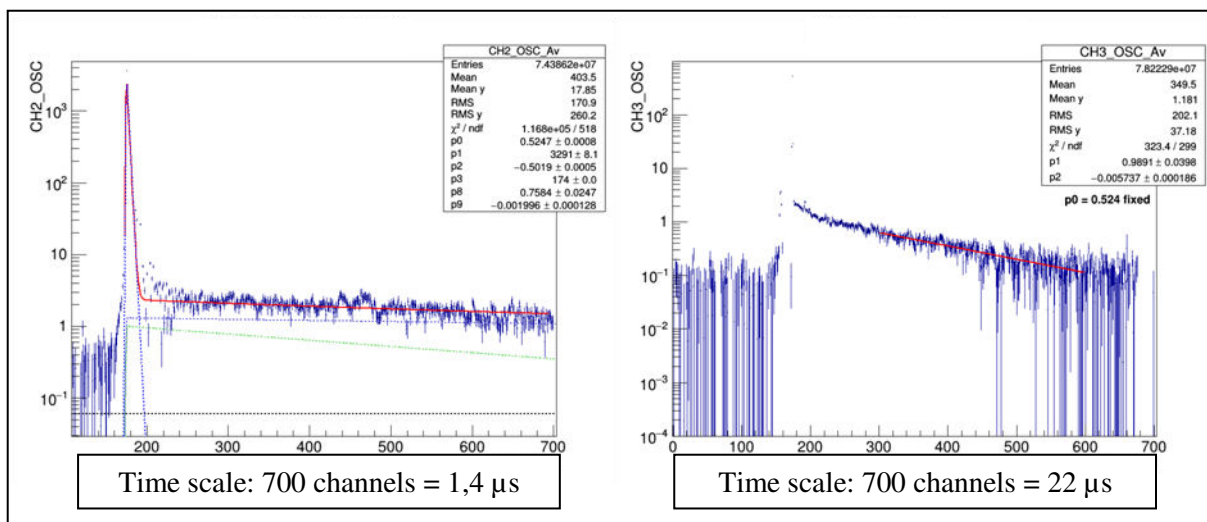 CH2_OSC_Av
Entries 7.43862e+07
Mean 403.5
Mean y 17.85
RMS 170.9
RMS y 260.2
χ² / ndf 1.168e+05 / 518
p0 0.5247 ± 0.0008
p1 3291 ± 8.1
p2 −0.5019 ± 0.0005
p3 174 ± 0.0
p8 0.7584 ± 0.0247
p9 −0.001996 ± 0.000128
CH2_OSC
10³
10²
10
1
10⁻¹
200 300 400 500 600 700
Time scale: 700 channels = 1,4 µs
CH3_OSC_Av
Entries 7.82229e+07
Mean 349.5
Mean y 1.181
RMS 202.1
RMS y 37.18
χ² / ndf 323.4 / 299
p1 0.9891 ± 0.0398
p2 −0.005737 ± 0.000186
p0 = 0.524 fixed
CH3_OSC
10²
10
1
10⁻¹
10⁻²
10⁻³
10⁻⁴
0 100 200 300 400 500 600 700
Time scale: 700 channels = 22 µs